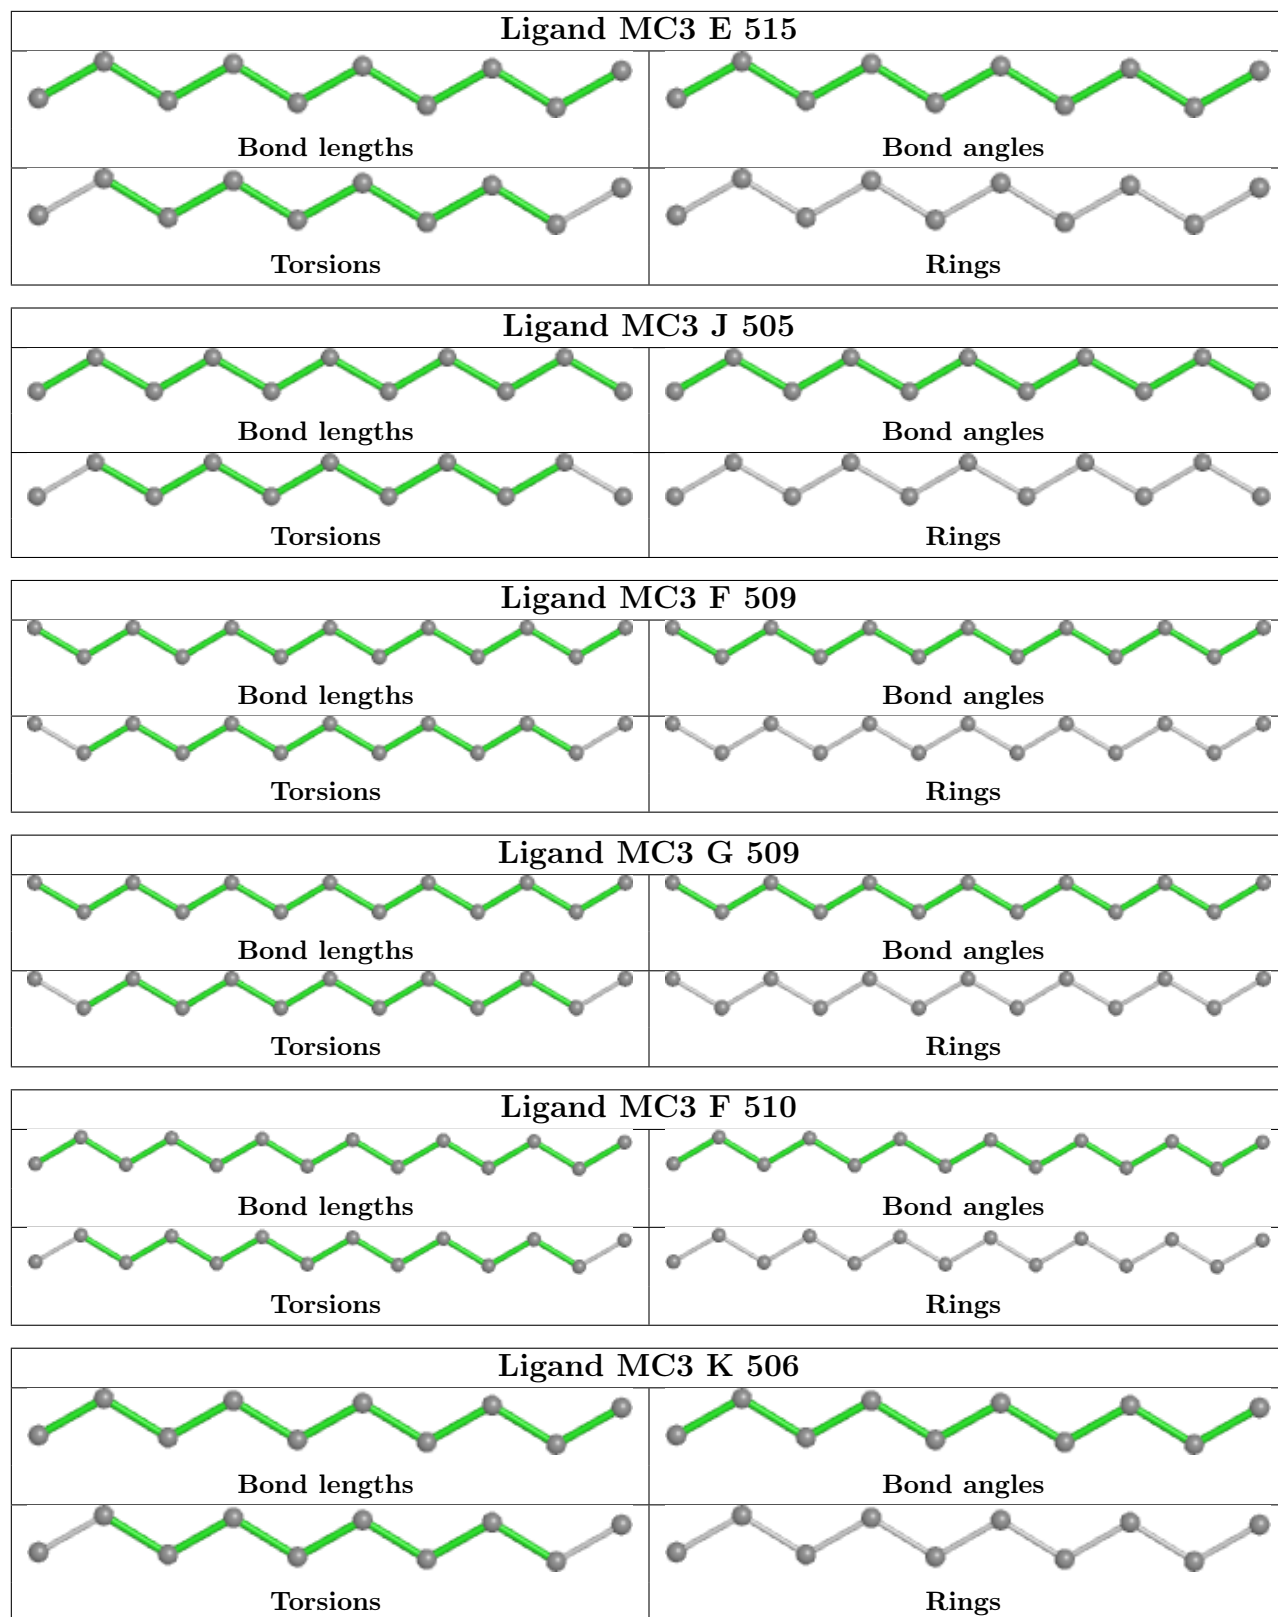 Ligand MC3 E 515
Bond lengths Bond angles
Torsions Rings
Ligand MC3 J 505
Bond lengths Bond angles
Torsions Rings
Ligand MC3 F 509
Bond lengths Bond angles
Torsions Rings
Ligand MC3 G 509
Bond lengths Bond angles
Torsions Rings
Ligand MC3 F 510
Bond lengths Bond angles
Torsions Rings
Ligand MC3 K 506
Bond lengths Bond angles
Torsions Rings